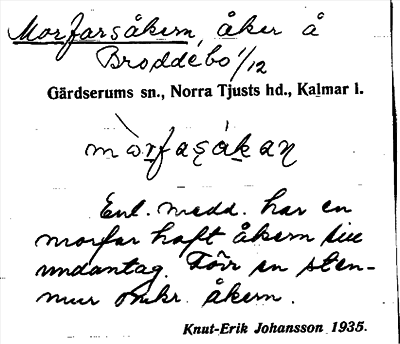 Morfarsåkern, åker å
Broddebo 1/12
Gärdserums sn., Norra Tjusts hd., Kalmar l.
mòrfaṣåkaɳ
Enl. medd. har en
morfar haft åkern till
undantag. Förr en sten-
mur omkr. åkern.
Knut-Erik Johansson 1935.